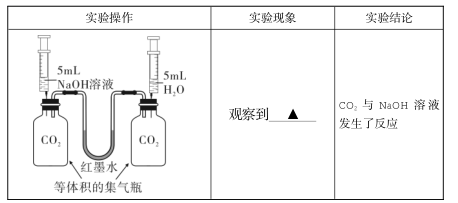 实验操作
实验现象
实验结论
5mL
NaOH溶液
5mL
H₂O
CO₂
CO₂
红墨水
等体积的集气瓶
观察到▲
CO₂ 与 NaOH 溶液
发生了反应